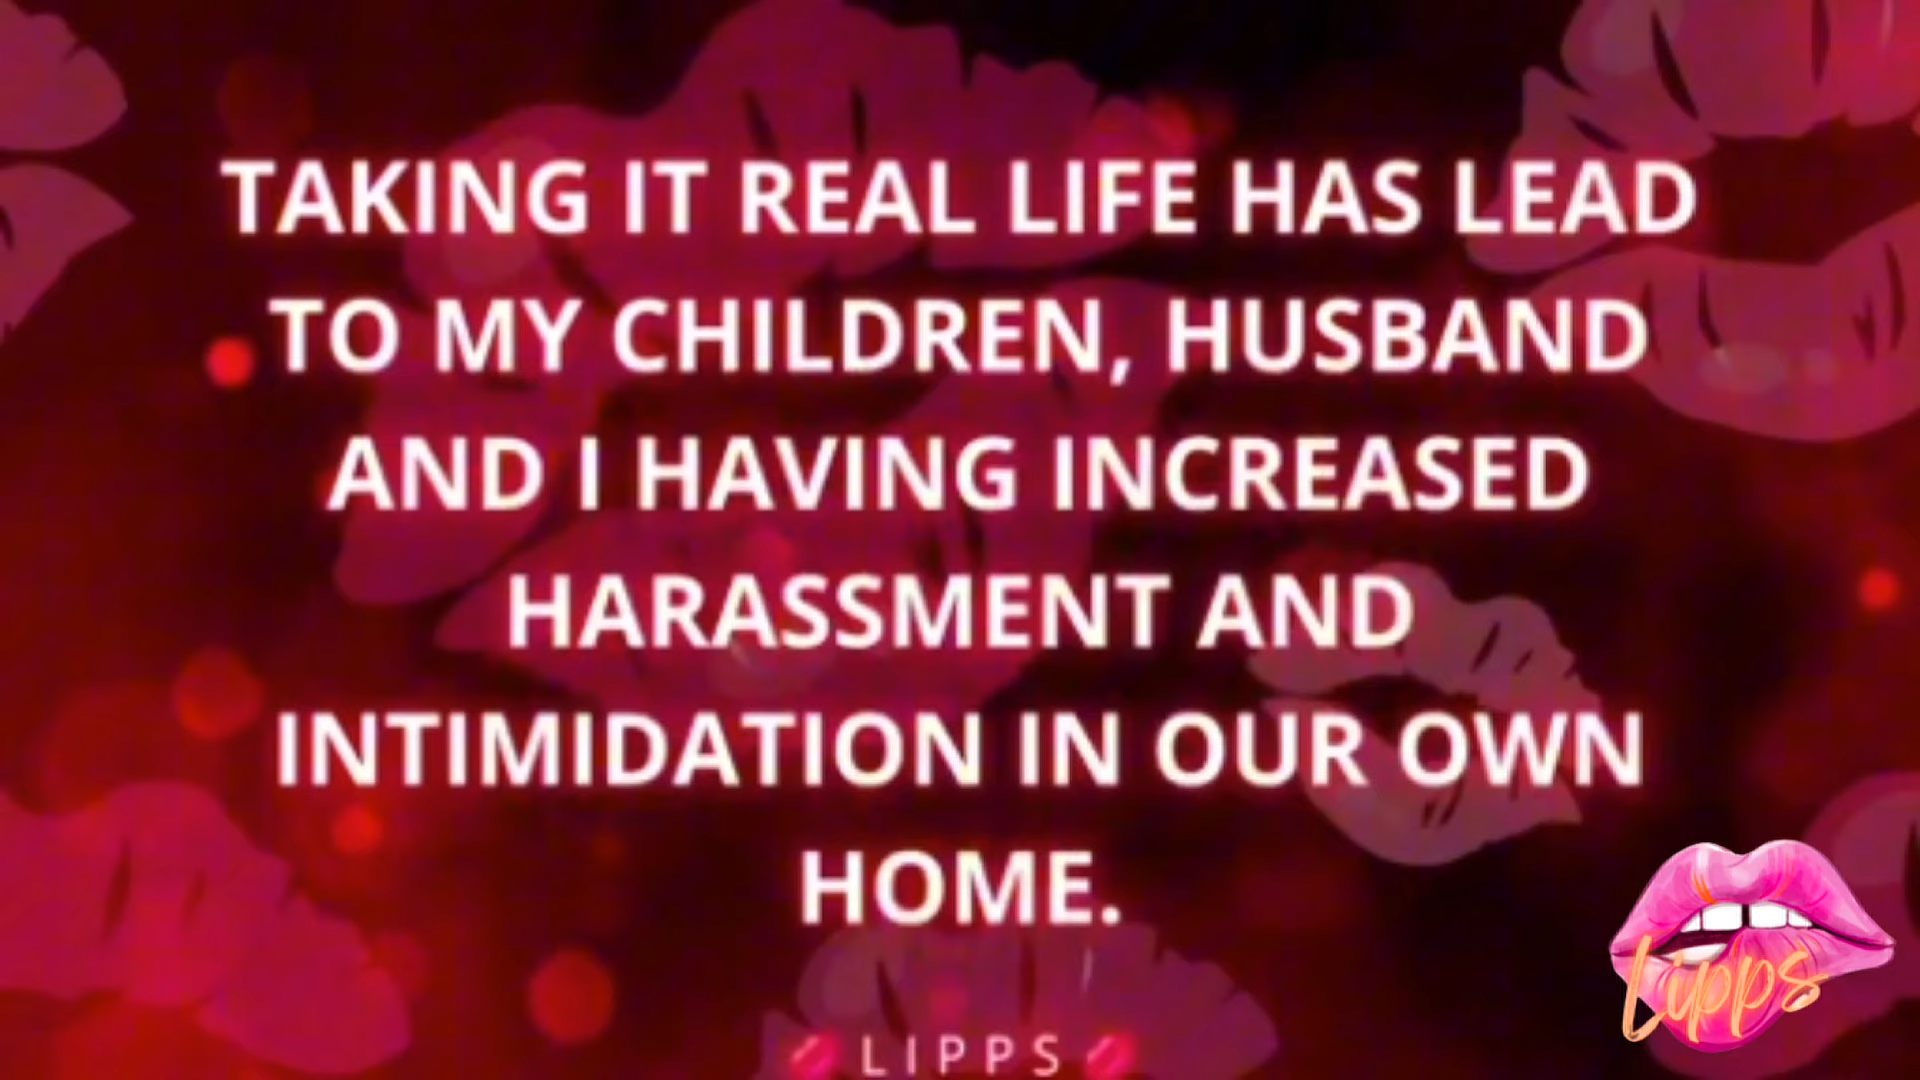 TAKING IT REAL LIFE HAS LEAD
TO MY CHILDREN, HUSBAND
AND I HAVING INCREASED
HARASSMENT AND
INTIMIDATION IN OUR OWN
HOME.
Lipps
LIPPS